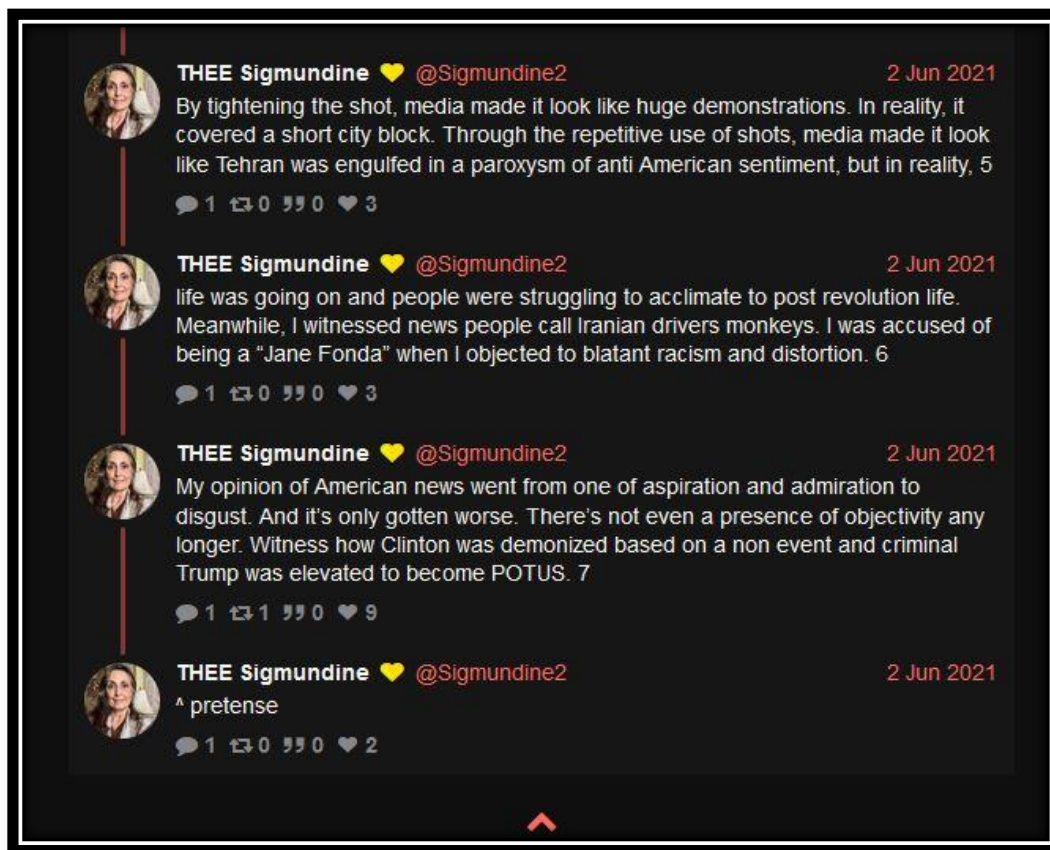 THEE Sigmundine 💛 @Sigmundine2 2 Jun 2021
By tightening the shot, media made it look like huge demonstrations. In reality, it
covered a short city block. Through the repetitive use of shots, media made it look
like Tehran was engulfed in a paroxysm of anti American sentiment, but in reality, 5
1 0 0 3
THEE Sigmundine 💛 @Sigmundine2 2 Jun 2021
life was going on and people were struggling to acclimate to post revolution life.
Meanwhile, I witnessed news people call Iranian drivers monkeys. I was accused of
being a “Jane Fonda” when I objected to blatant racism and distortion. 6
1 0 0 3
THEE Sigmundine 💛 @Sigmundine2 2 Jun 2021
My opinion of American news went from one of aspiration and admiration to
disgust. And it’s only gotten worse. There’s not even a presence of objectivity any
longer. Witness how Clinton was demonized based on a non event and criminal
Trump was elevated to become POTUS. 7
1 1 0 9
THEE Sigmundine 💛 @Sigmundine2 2 Jun 2021
^ pretense
1 0 0 2